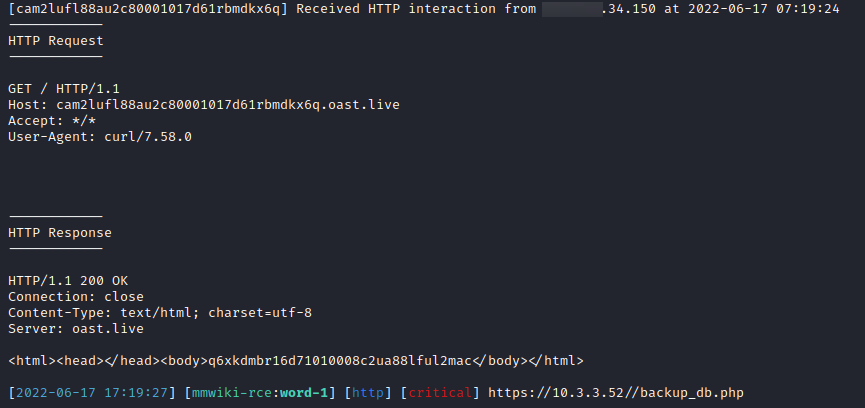 [cam2lufl88au2c80001017d61rbmdkx6q] Received HTTP interaction from .34.150 at 2022-06-17 07:19:24
------------
HTTP Request
------------
GET / HTTP/1.1
Host: cam2lufl88au2c80001017d61rbmdkx6q.oast.live
Accept: */*
User-Agent: curl/7.58.0
------------
HTTP Response
------------
HTTP/1.1 200 OK
Connection: close
Content-Type: text/html; charset=utf-8
Server: oast.live
<html><head></head><body>q6xkdmbr16d71010008c2ua88lful2mac</body></html>
[2022-06-17 17:19:27] [mmwiki-rce:word-1] [http] [critical] https://10.3.3.52//backup_db.php